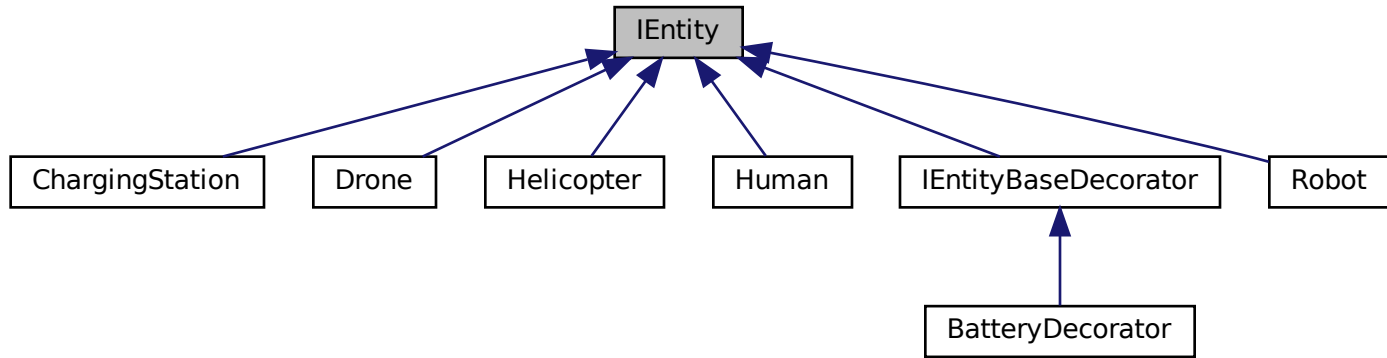 IEntity
ChargingStation
Drone
Helicopter
Human
IEntityBaseDecorator
Robot
BatteryDecorator